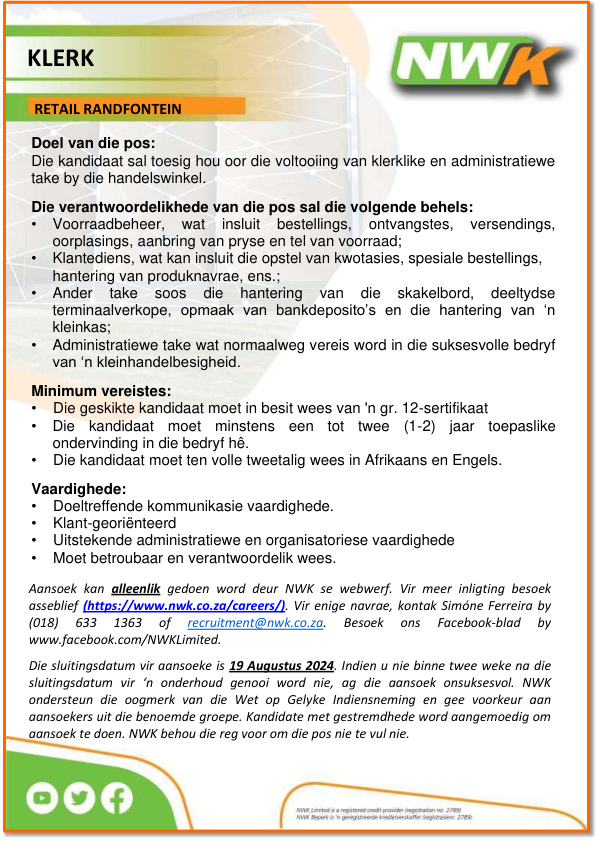 KLERK
NWK
RETAIL RANDFONTEIN
Doel van die pos:
Die kandidaat sal toesig hou oor die voltooiing van klerklike en administratiewe
take by die handelswinkel.
Die verantwoordelikhede van die pos sal die volgende behels:
• Voorraadbeheer, wat insluit bestellings, ontvangstes, versendings,
oorplasings, aanbring van pryse en tel van voorraad;
• Klantediens, wat kan insluit die opstel van kwotasies, spesiale bestellings,
hantering van produknavrae, ens.;
• Ander take soos die hantering van die skakelbord, deeltydse
terminaalverkope, opmaak van bankdeposito’s en die hantering van ‘n
kleinkas;
• Administratiewe take wat normaalweg vereis word in die suksesvolle bedryf
van ‘n kleinhandelbesigheid.
Minimum vereistes:
• Die geskikte kandidaat moet in besit wees van 'n gr. 12-sertifikaat
• Die kandidaat moet minstens een tot twee (1-2) jaar toepaslike
ondervinding in die bedryf hê.
• Die kandidaat moet ten volle tweetalig wees in Afrikaans en Engels.
Vaardighede:
• Doeltreffende kommunikasie vaardighede.
• Klant-georiënteerd
• Uitstekende administratiewe en organisatoriese vaardighede
• Moet betroubaar en verantwoordelik wees.
Aansoek kan alleenlik gedoen word deur NWK se webwerf. Vir meer inligting besoek
asseblief (https://www.nwk.co.za/careers/). Vir enige navrae, kontak Simóne Ferreira by
(018) 633 1363 of recruitment@nwk.co.za. Besoek ons Facebook-blad by
www.facebook.com/NWKLimited.
Die sluitingsdatum vir aansoeke is 19 Augustus 2024. Indien u nie binne twee weke na die
sluitingsdatum vir ‘n onderhoud genooi word nie, ag die aansoek onsuksesvol. NWK
ondersteun die oogmerk van die Wet op Gelyke Indiensneming en gee voorkeur aan
aansoekers uit die benoemde groepe. Kandidate met gestremdhede word aangemoedig om
aansoek te doen. NWK behou die reg voor om die pos nie te vul nie.
NWK Limited is a registered credit provider (registration no. 2789)
NWK Beperk is 'n geregistreerde kredietverskaffer (registrasienr. 2789).